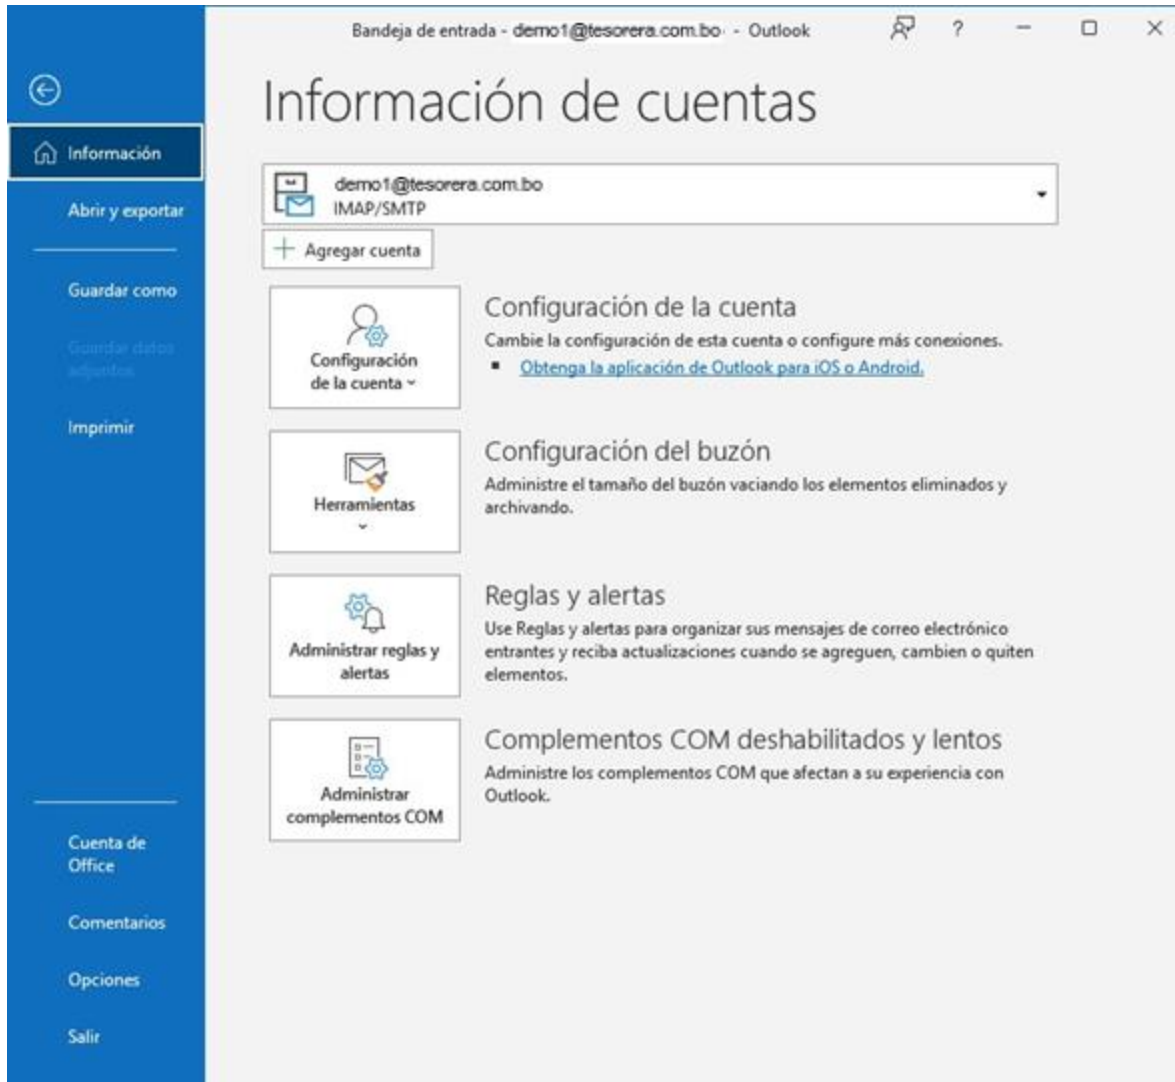 Bandeja de entrada - demo1@tesorera.com.bo - Outlook
?
Información de cuentas
Información
Abrir y exportar
Guardar como
Guardar datos
adjuntos
Imprimir
Cuenta de
Office
Comentarios
Opciones
Salir
demo1@tesorera.com.bo
IMAP/SMTP
Agregar cuenta
Configuración
de la cuenta
Configuración de la cuenta
Cambie la configuración de esta cuenta o configure más conexiones.
Obtenga la aplicación de Outlook para iOS o Android.
Herramientas
Configuración del buzón
Administre el tamaño del buzón vaciando los elementos eliminados y
archivando.
Administrar reglas y
alertas
Reglas y alertas
Use Reglas y alertas para organizar sus mensajes de correo electrónico
entrantes y reciba actualizaciones cuando se agreguen, cambien o quiten
elementos.
Administrar
complementos COM
Complementos COM deshabilitados y lentos
Administre los complementos COM que afectan a su experiencia con
Outlook.